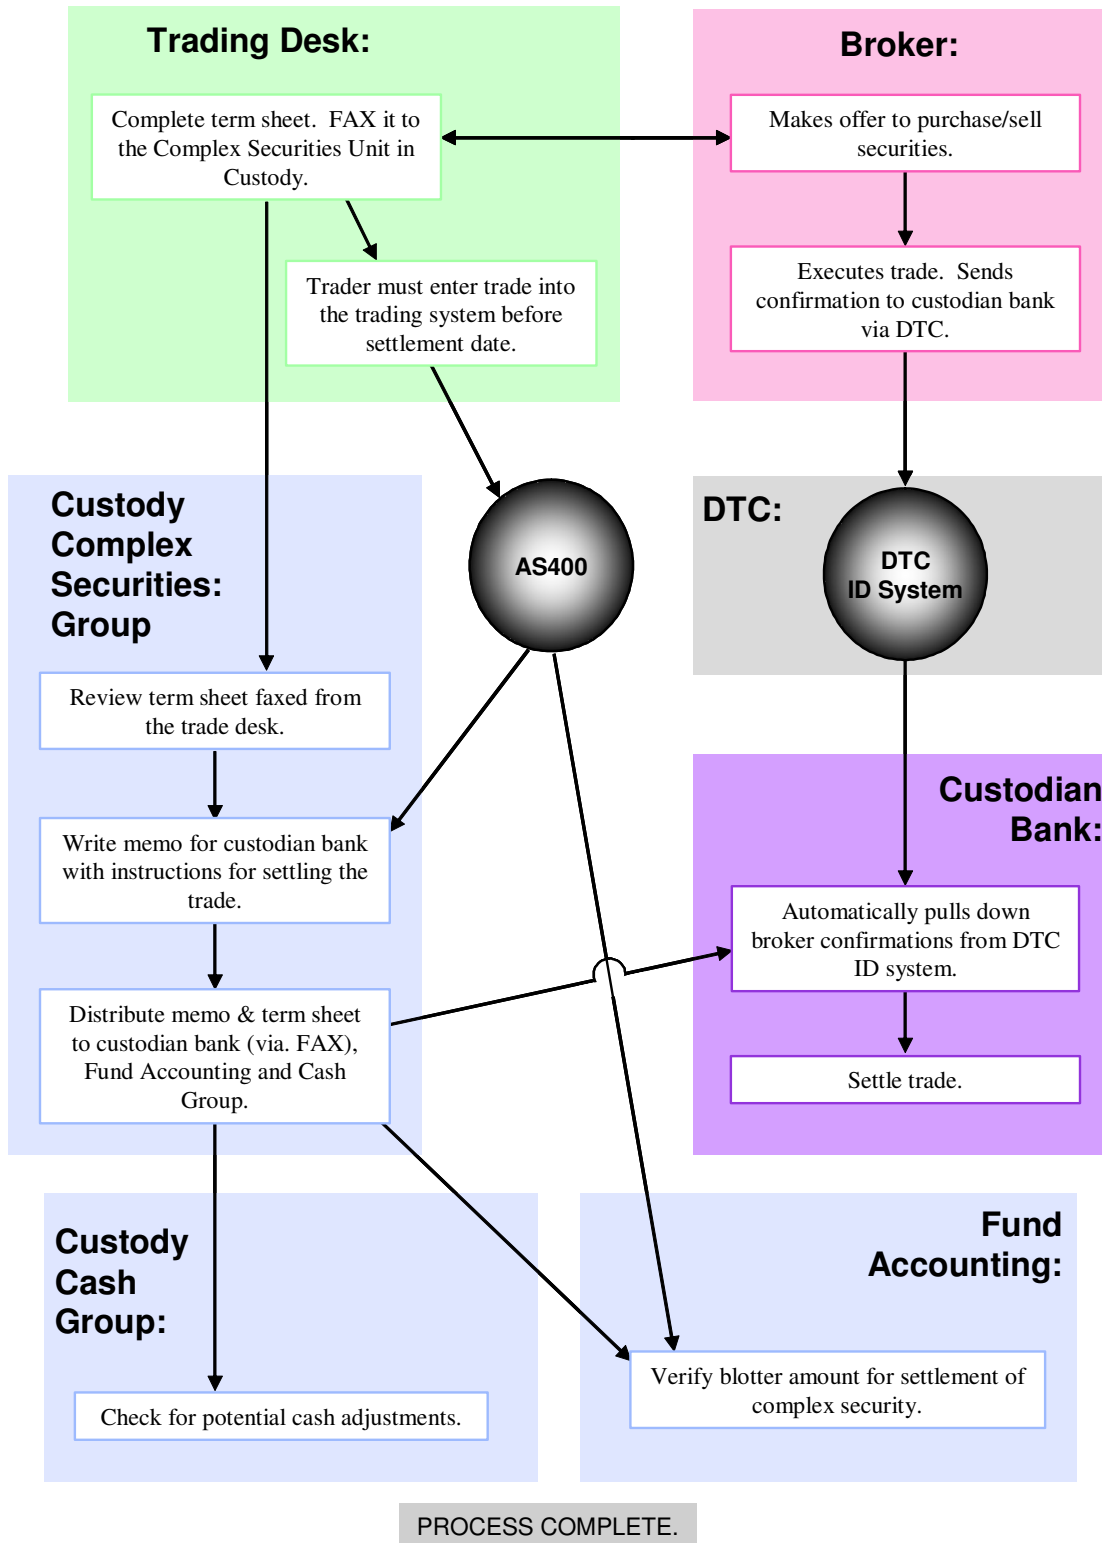 Trading Desk:
Complete term sheet.  FAX it to
the Complex Securities Unit in
Custody.
Trader must enter trade into
the trading system before
settlement date.
Broker:
Makes offer to purchase/sell
securities.
Executes trade.  Sends
confirmation to custodian bank
via DTC.
Custody
Complex
Securities:
Group
AS400
DTC:
DTC
ID System
Review term sheet faxed from
the trade desk.
Write memo for custodian bank
with instructions for settling the
trade.
Distribute memo & term sheet
to custodian bank (via. FAX),
Fund Accounting and Cash
Group.
Custodian
Bank:
Automatically pulls down
broker confirmations from DTC
ID system.
Settle trade.
Custody
Cash
Group:
Check for potential cash adjustments.
Fund
Accounting:
Verify blotter amount for settlement of
complex security.
PROCESS COMPLETE.